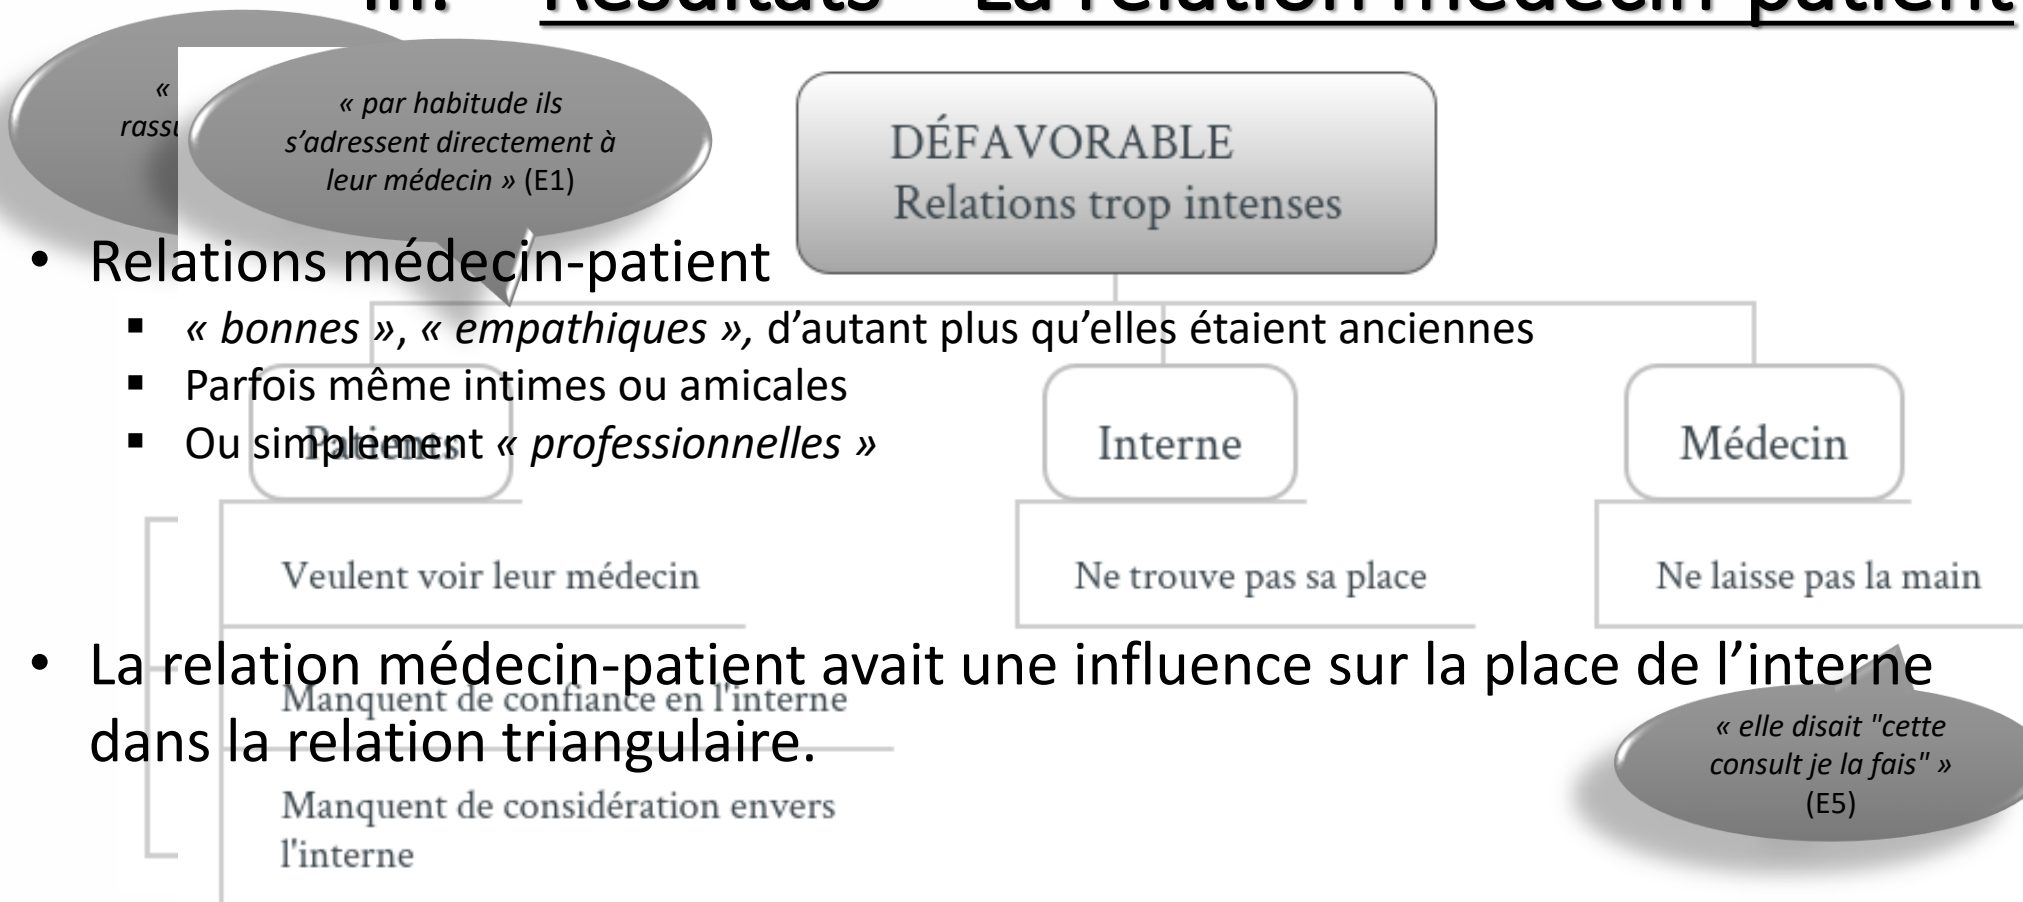 III. Résultats – La relation médecin-patient
«
« par habitude ils
s’adressent directement à
leur médecin » (E1)
DÉFAVORABLE
Relations trop intenses
• Relations médecin-patient
▪ « bonnes », « empathiques », d’autant plus qu’elles étaient anciennes
▪ Parfois même intimes ou amicales
▪ Ou simplement « professionnelles »
Patients
Interne
Médecin
Veulent voir leur médecin
Ne trouve pas sa place
Ne laisse pas la main
• La relation médecin-patient avait une influence sur la place de l’interne
dans la relation triangulaire.
Manquent de confiance en l'interne
Manquent de considération envers
l'interne
« elle disait "cette
consult je la fais" »
(E5)